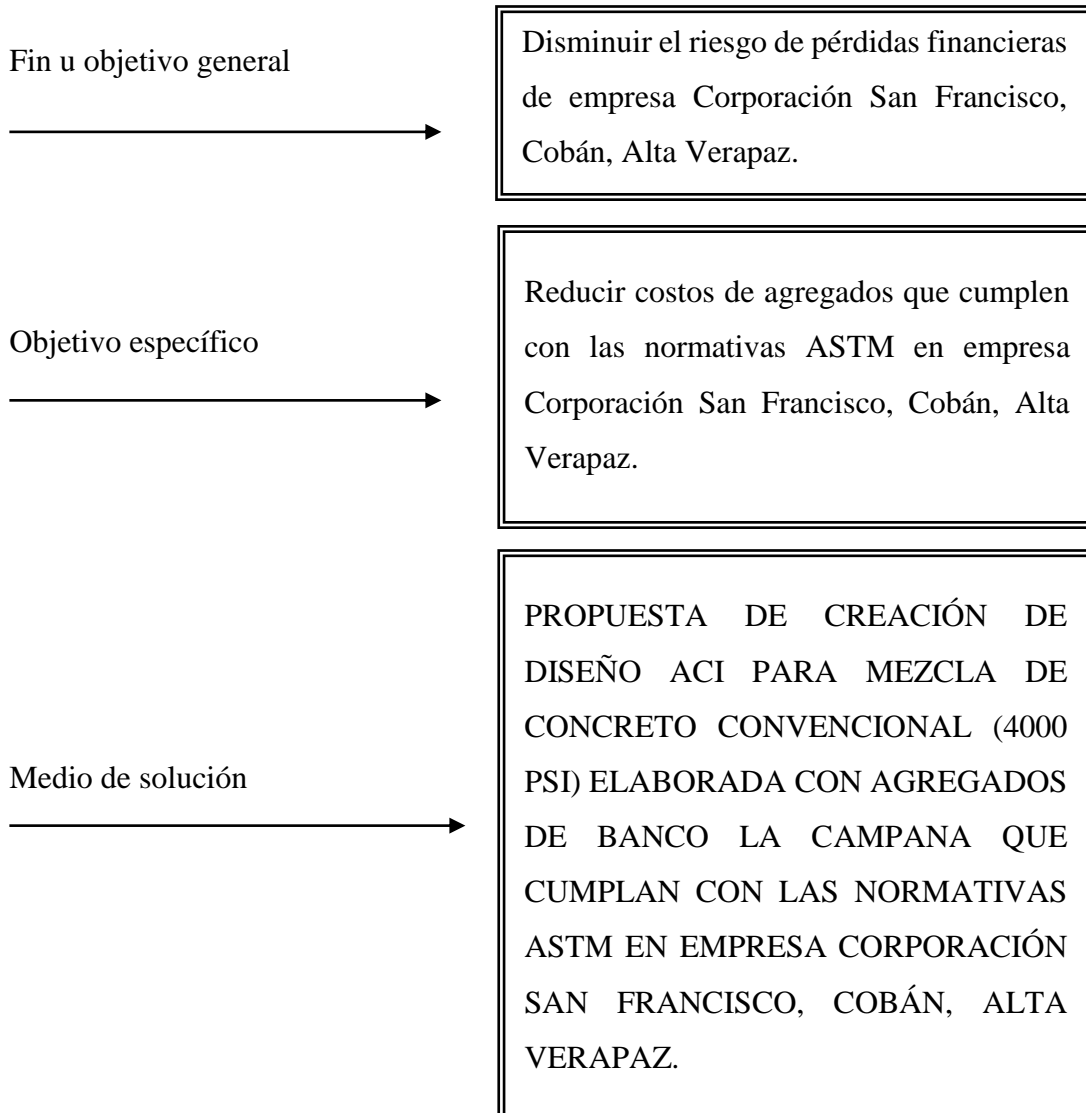 Fin u objetivo general
Disminuir el riesgo de pérdidas financieras
de empresa Corporación San Francisco,
Cobán, Alta Verapaz.
Objetivo específico
Reducir costos de agregados que cumplen
con las normativas ASTM en empresa
Corporación San Francisco, Cobán, Alta
Verapaz.
Medio de solución
PROPUESTA DE CREACIÓN DE
DISEÑO ACI PARA MEZCLA DE
CONCRETO CONVENCIONAL (4000
PSI) ELABORADA CON AGREGADOS
DE BANCO LA CAMPANA QUE
CUMPLAN CON LAS NORMATIVAS
ASTM EN EMPRESA CORPORACIÓN
SAN FRANCISCO, COBÁN, ALTA
VERAPAZ.